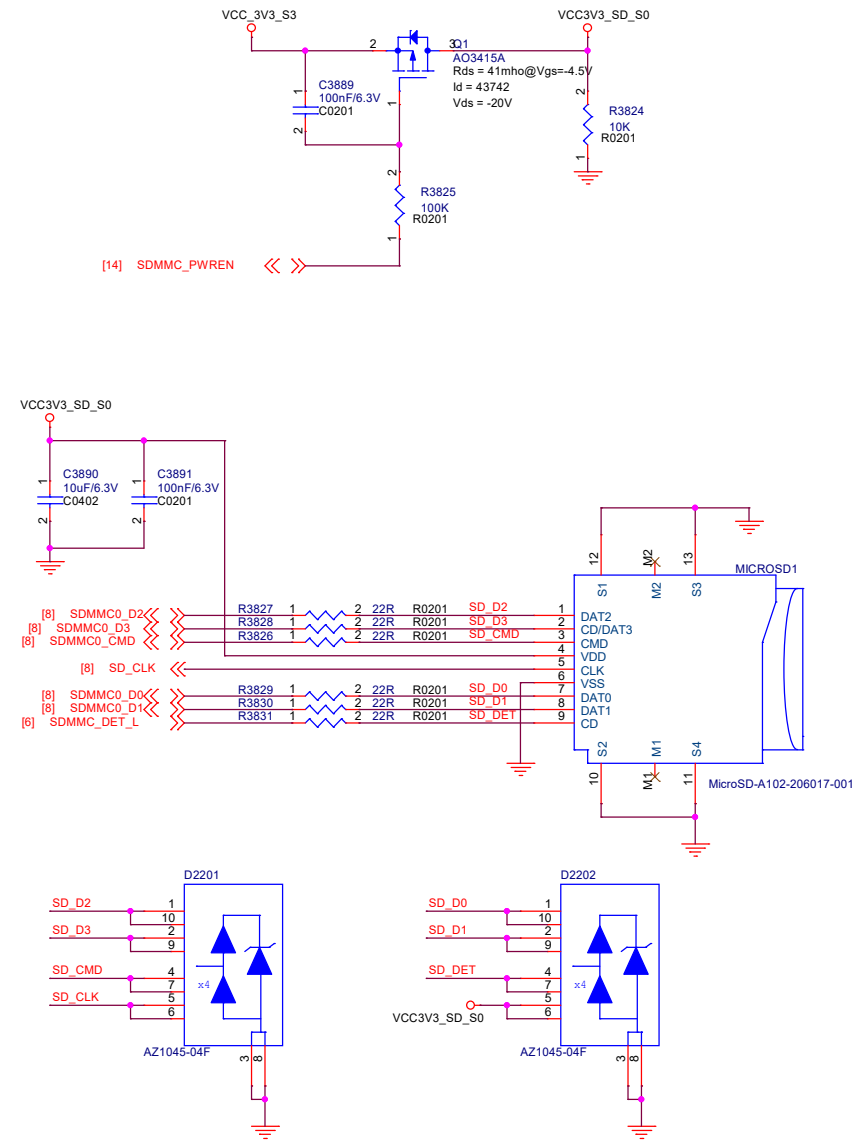 VCC_3V3_S3
VCC3V3_SD_S0
2
3
Q1
AO3415A
Rds = 41mho@Vgs=-4.5V
Id = 43742
Vds = -20V
1
C3889
100nF/6.3V
C0201
1
2
2
R3824
10K
R0201
1
2
R3825
100K
R0201
1
[14] SDMMC_PWREN
VCC3V3_SD_S0
1
C3890
10uF/6.3V
C0402
2
1
C3891
100nF/6.3V
C0201
2
12
M2
13
MICROSD1
S1
M2
S3
[8] SDMMC0_D2 R3827 1 2 22R R0201 SD_D2 1 DAT2
[8] SDMMC0_D3 R3828 1 2 22R R0201 SD_D3 2 CD/DAT3
[8] SDMMC0_CMD R3826 1 2 22R R0201 SD_CMD 3 CMD
4 VDD
[8] SD_CLK 5 CLK
6 VSS
[8] SDMMC0_D0 R3829 1 2 22R R0201 SD_D0 7 DAT0
[8] SDMMC0_D1 R3830 1 2 22R R0201 SD_D1 8 DAT1
[6] SDMMC_DET_L R3831 1 2 22R R0201 SD_DET 9 CD
S2
M1
S4
10
M1
11
MicroSD-A102-206017-001
D2201
SD_D2 1
10
SD_D3 2
9
SD_CMD 4
7
SD_CLK 5
6
x4
AZ1045-04F
3
8
D2202
SD_D0 1
10
SD_D1 2
9
SD_DET 4
7
5
VCC3V3_SD_S0 6
x4
AZ1045-04F
3
8